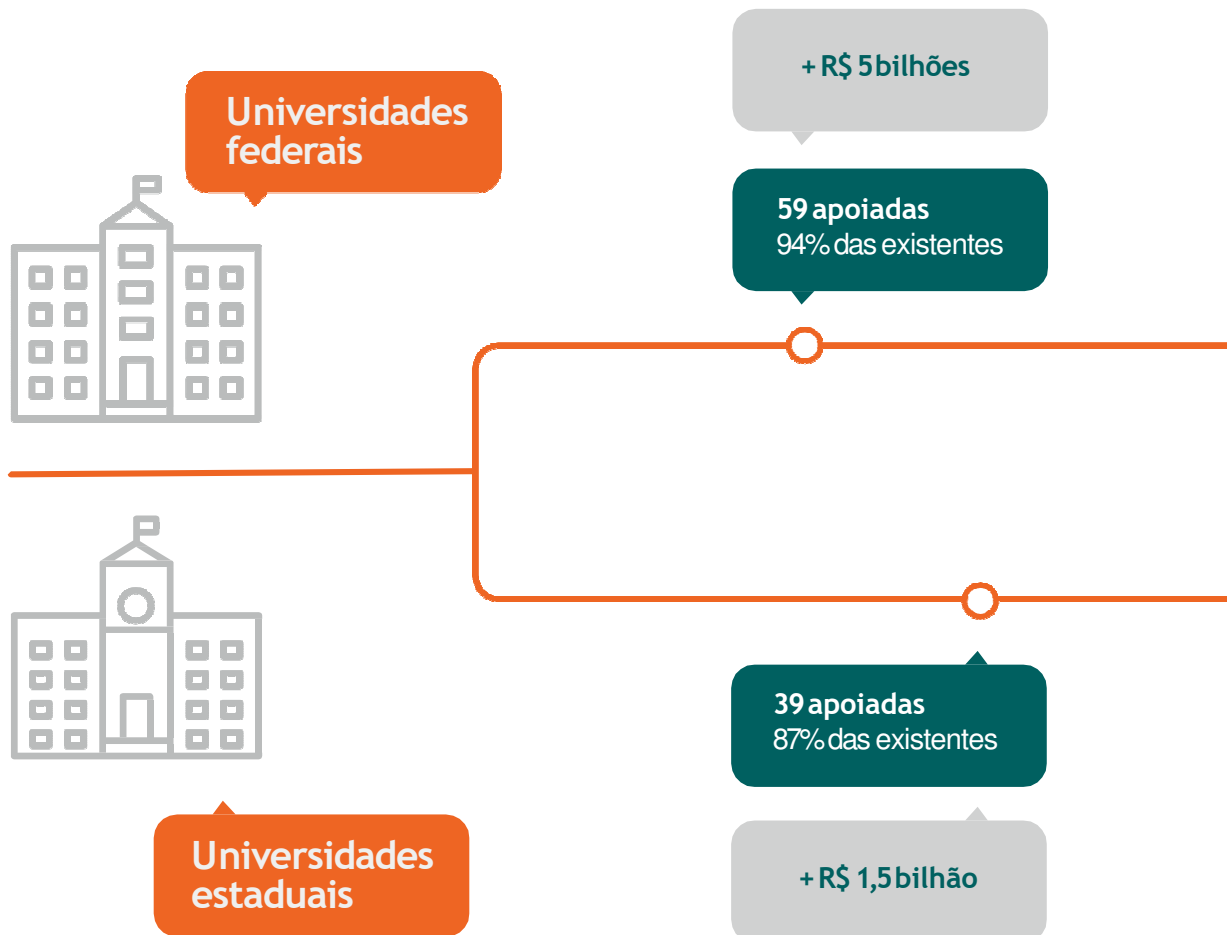 Universidades
federais
+ R$ 5 bilhões
59 apoiadas
94% das existentes
39 apoiadas
87% das existentes
Universidades
estaduais
+ R$ 1,5 bilhão